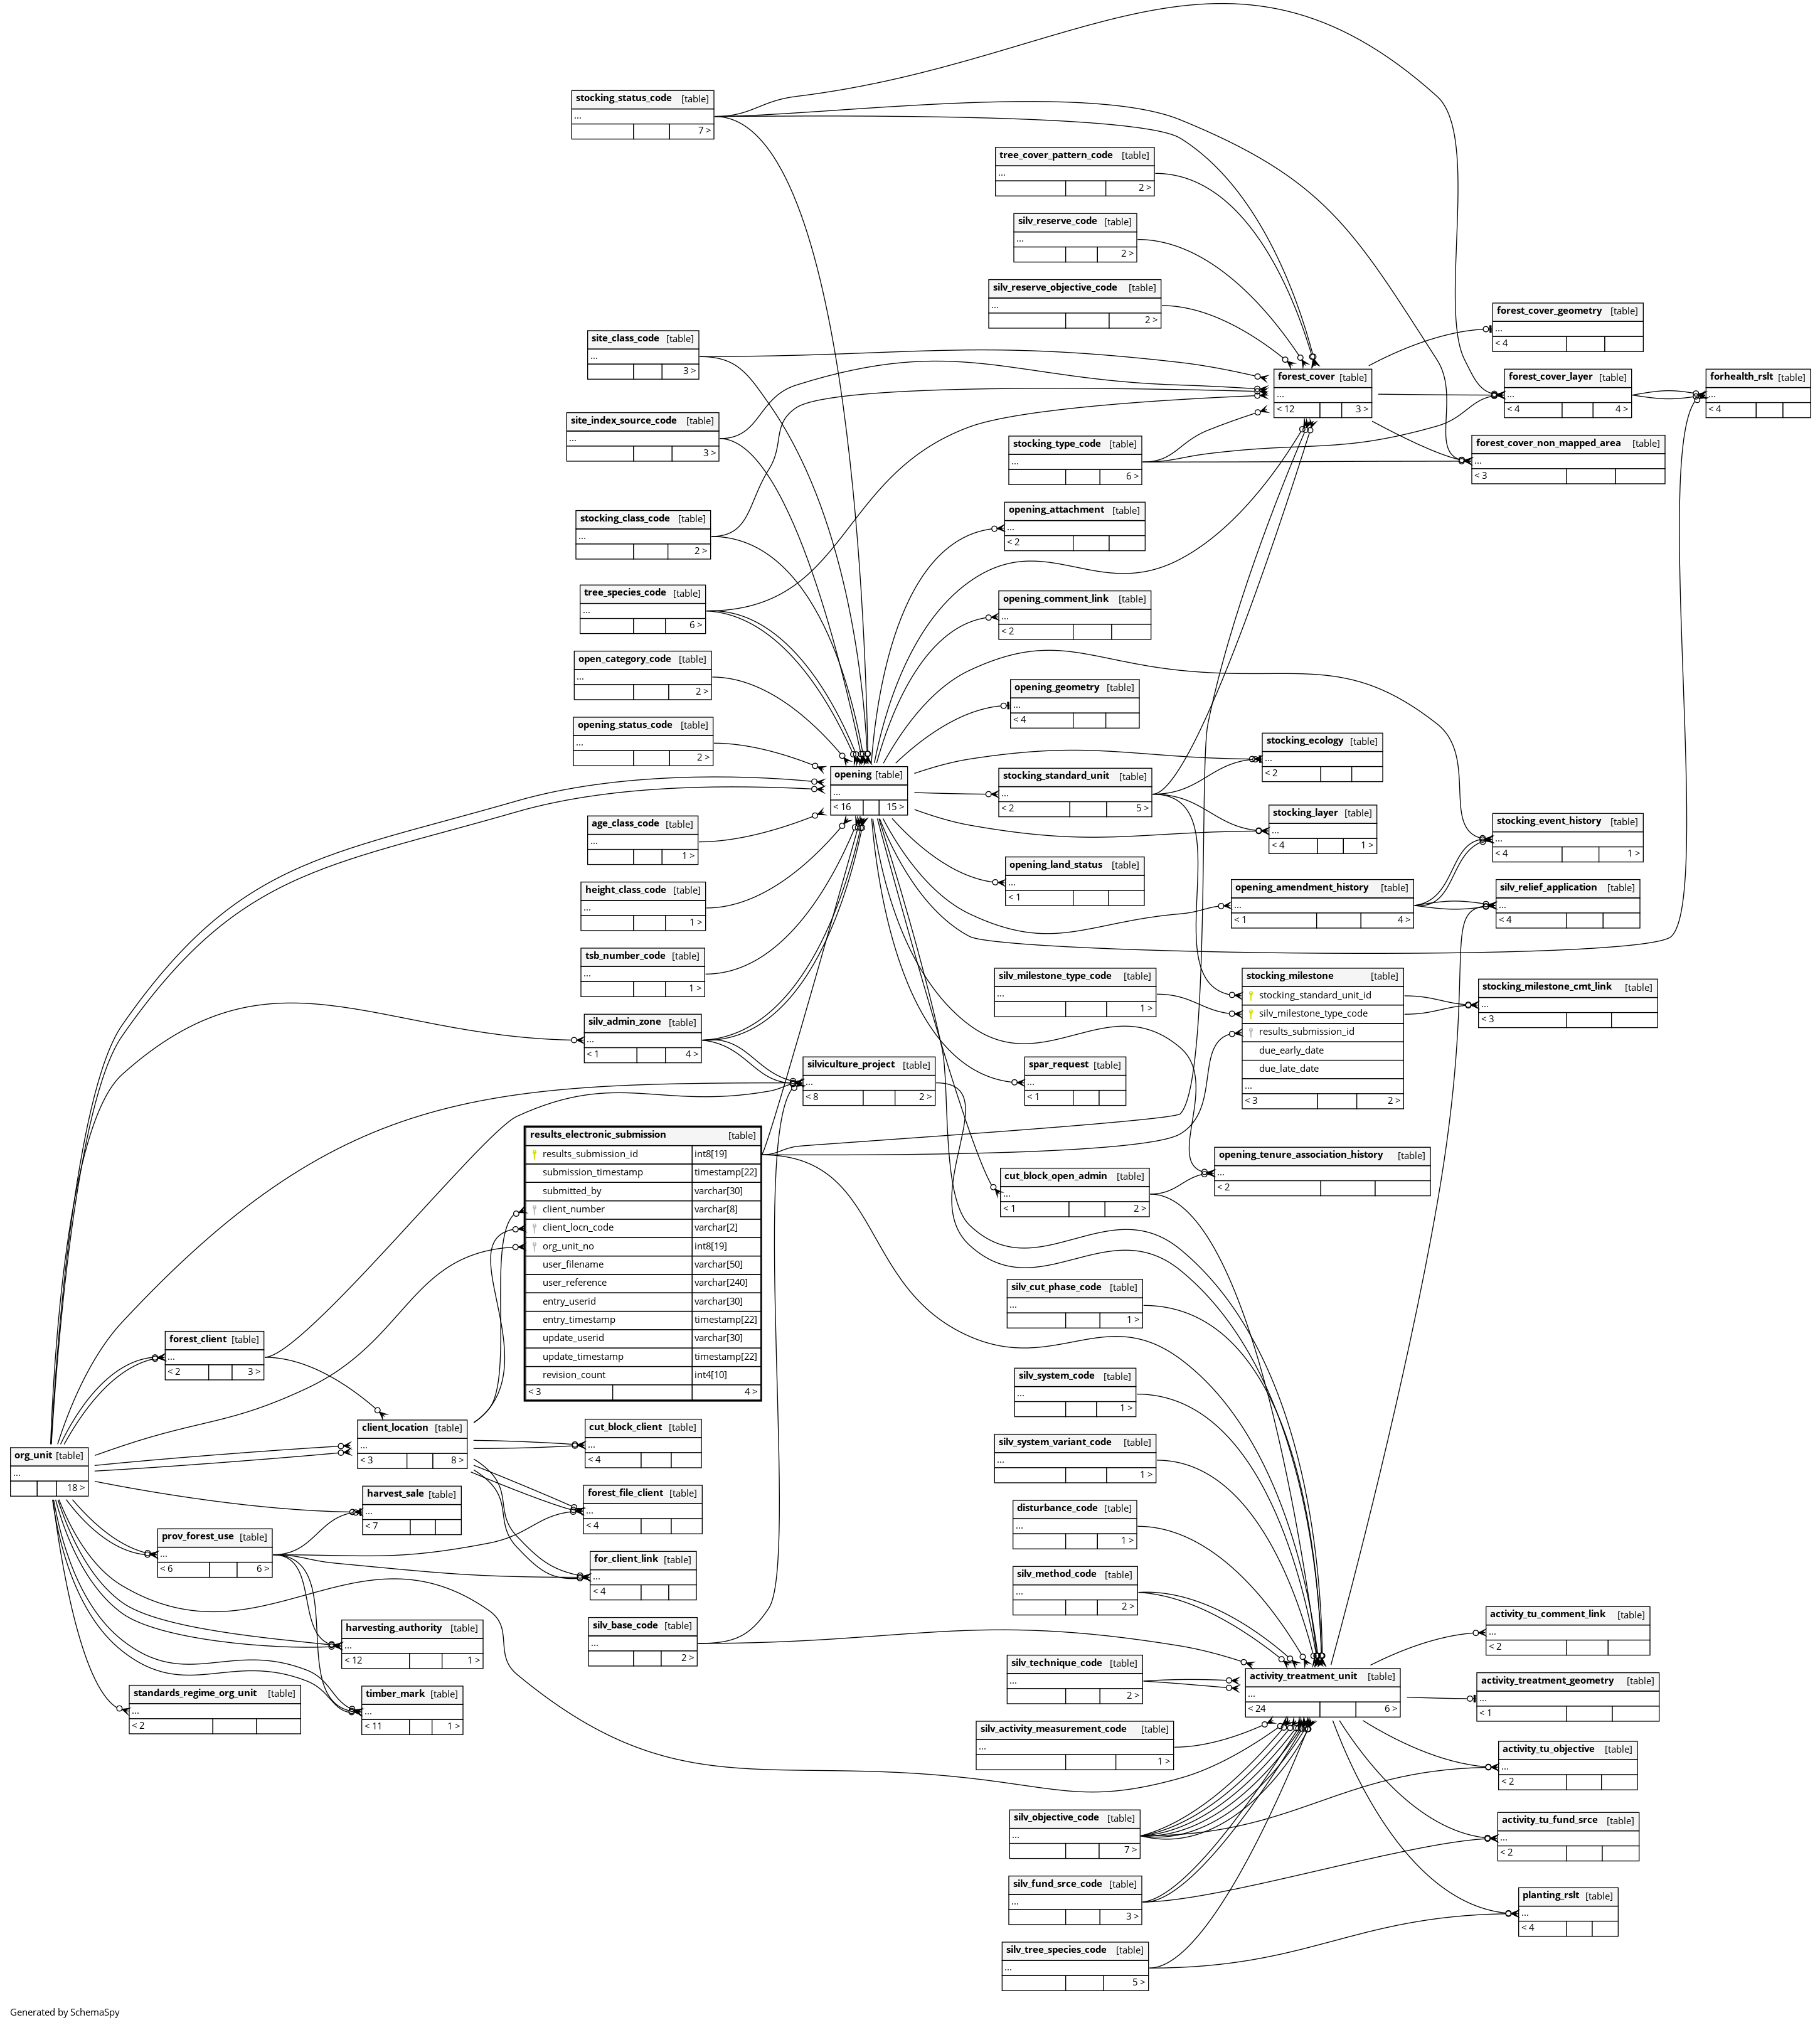 stocking_status_code [table]
...
7 >
tree_cover_pattern_code [table]
...
2 >
silv_reserve_code [table]
...
2 >
silv_reserve_objective_code [table]
...
2 >
forest_cover_geometry [table]
...
< 4
site_class_code [table]
...
3 >
forest_cover [table]
...
< 12 3 >
forest_cover_layer [table]
...
< 4 4 >
forhealth_rslt [table]
...
< 4
site_index_source_code [table]
...
3 >
stocking_type_code [table]
...
6 >
forest_cover_non_mapped_area [table]
...
< 3
stocking_class_code [table]
...
2 >
opening_attachment [table]
...
< 2
tree_species_code [table]
...
6 >
opening_comment_link [table]
...
< 2
open_category_code [table]
...
2 >
opening_geometry [table]
...
< 4
opening_status_code [table]
...
2 >
stocking_ecology [table]
...
< 2
opening [table]
...
< 16 15 >
stocking_standard_unit [table]
...
< 2 5 >
stocking_layer [table]
...
< 4 1 >
age_class_code [table]
...
1 >
stocking_event_history [table]
...
< 4 1 >
opening_land_status [table]
...
< 1
height_class_code [table]
...
1 >
opening_amendment_history [table]
...
< 1 4 >
silv_relief_application [table]
...
< 4
tsb_number_code [table]
...
1 >
silv_milestone_type_code [table]
...
1 >
stocking_milestone [table]
stocking_standard_unit_id
silv_milestone_type_code
results_submission_id
due_early_date
due_late_date
...
< 3 2 >
stocking_milestone_cmt_link [table]
...
< 3
silv_admin_zone [table]
...
< 1 4 >
silviculture_project [table]
...
< 8 2 >
spar_request [table]
...
< 1
results_electronic_submission [table]
results_submission_id int8[19]
submission_timestamp timestamp[22]
submitted_by varchar[30]
client_number varchar[8]
client_locn_code varchar[2]
org_unit_no int8[19]
user_filename varchar[50]
user_reference varchar[240]
entry_userid varchar[30]
entry_timestamp timestamp[22]
update_userid varchar[30]
update_timestamp timestamp[22]
revision_count int4[10]
< 3 4 >
opening_tenure_association_history [table]
...
< 2
cut_block_open_admin [table]
...
< 1 2 >
silv_cut_phase_code [table]
...
1 >
forest_client [table]
...
< 2 3 >
silv_system_code [table]
...
1 >
client_location [table]
...
< 3 8 >
cut_block_client [table]
...
< 4
silv_system_variant_code [table]
...
1 >
org_unit [table]
...
18 >
harvest_sale [table]
...
< 7
forest_file_client [table]
...
< 4
disturbance_code [table]
...
1 >
prov_forest_use [table]
...
< 6 6 >
for_client_link [table]
...
< 4
silv_method_code [table]
...
2 >
harvesting_authority [table]
...
< 12 1 >
silv_base_code [table]
...
2 >
activity_tu_comment_link [table]
...
< 2
silv_technique_code [table]
...
2 >
activity_treatment_unit [table]
...
< 24 6 >
activity_treatment_geometry [table]
...
< 1
standards_regime_org_unit [table]
...
< 2
timber_mark [table]
...
< 11 1 >
silv_activity_measurement_code [table]
...
1 >
activity_tu_objective [table]
...
< 2
silv_objective_code [table]
...
7 >
activity_tu_fund_srce [table]
...
< 2
silv_fund_srce_code [table]
...
3 >
planting_rslt [table]
...
< 4
silv_tree_species_code [table]
...
5 >
Generated by SchemaSpy